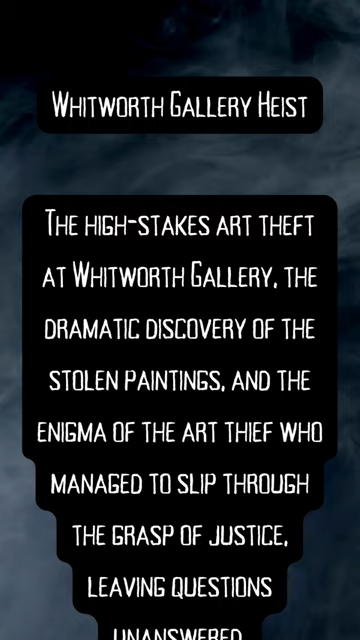 Whitworth Gallery Heist
The high-stakes art theft
at Whitworth Gallery, the
dramatic discovery of the
stolen paintings, and the
enigma of the art thief who
managed to slip through
the grasp of justice,
leaving questions
unanswered